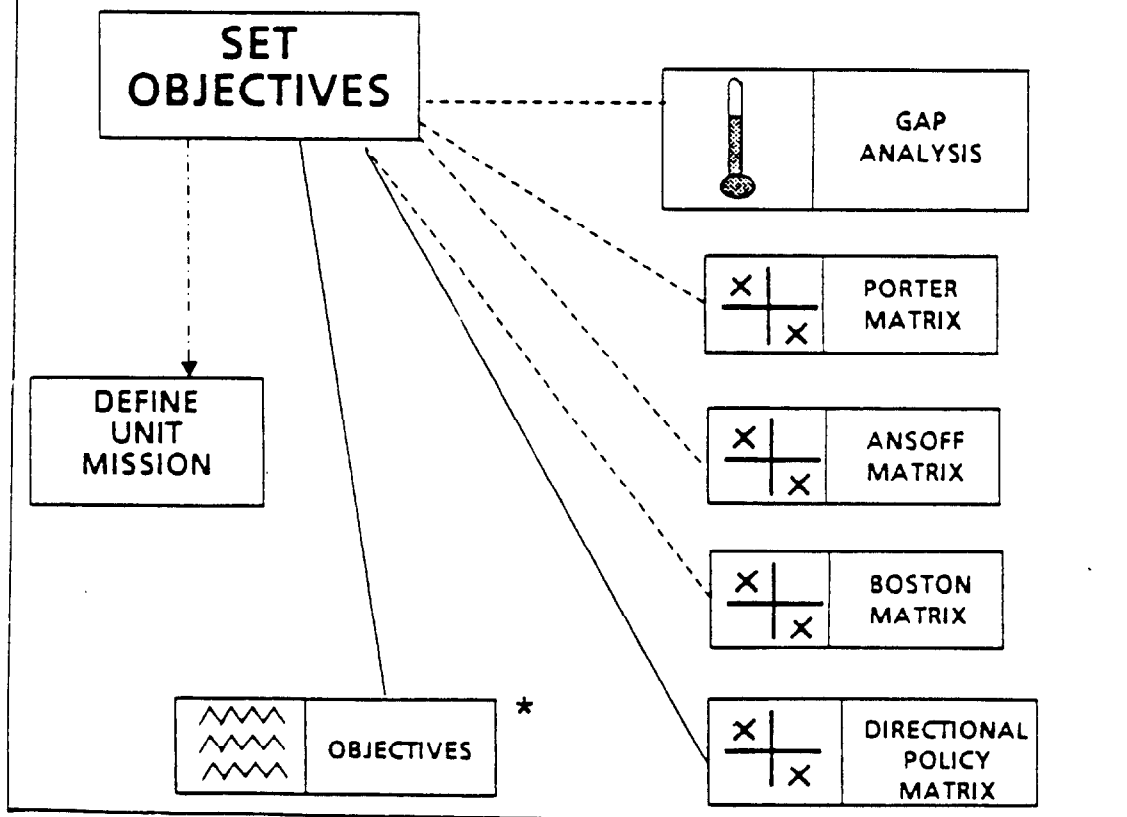 SET
OBJECTIVES
GAP
ANALYSIS
PORTER
MATRIX
DEFINE
UNIT
MISSION
ANSOFF
MATRIX
BOSTON
MATRIX
OBJECTIVES
*
DIRECTIONAL
POLICY
MATRIX